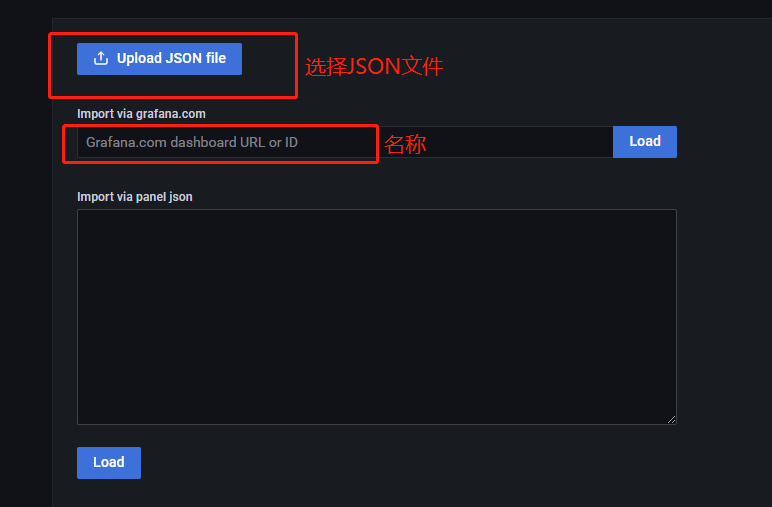 Upload JSON file
选择JSON文件
Import via grafana.com
Grafana.com dashboard URL or ID
名称
Load
Import via panel json
Load